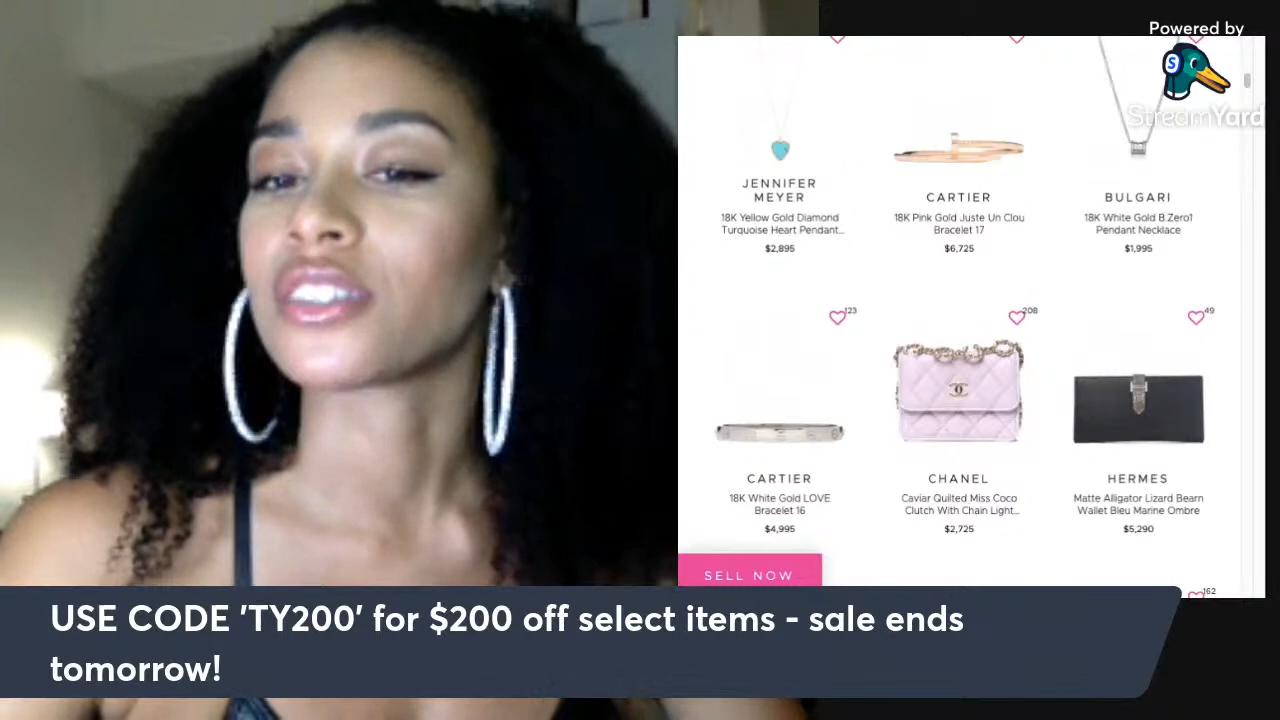 Powered by
StreamYard
JENNIFER
MEYER
18K Yellow Gold Diamond
Turquoise Heart Pendant...
$2,895
CARTIER
18K Pink Gold Juste Un Clou
Bracelet 17
$6,725
BULGARI
18K White Gold B.Zero1
Pendant Necklace
$1,995
123
208
49
CARTIER
18K White Gold LOVE
Bracelet 16
$4,995
CHANEL
Caviar Quilted Miss Coco
Clutch With Chain Light...
$2,725
HERMES
Matte Alligator Lizard Bearn
Wallet Bleu Marine Ombre
$5,290
SELL NOW
162
USE CODE 'TY200' for $200 off select items - sale ends
tomorrow!